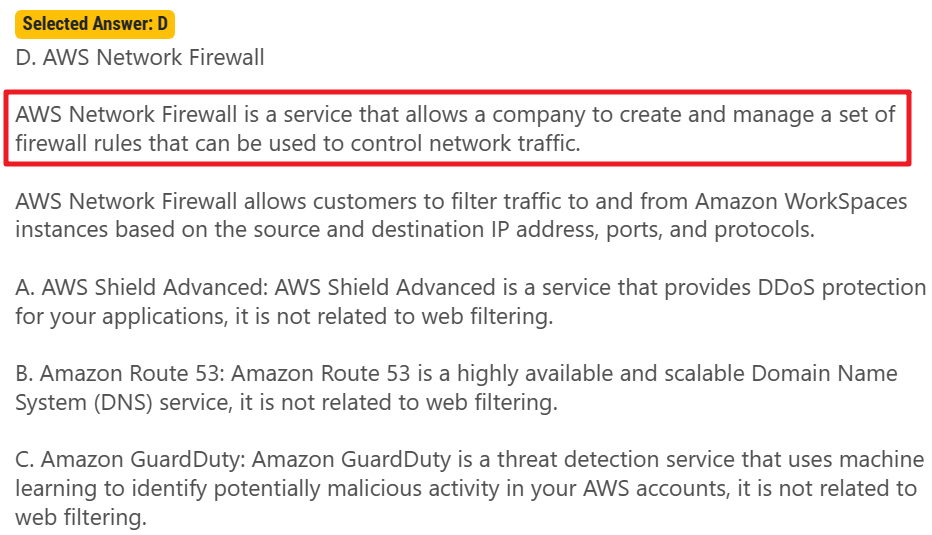 Selected Answer: D
D. AWS Network Firewall
AWS Network Firewall is a service that allows a company to create and manage a set of
firewall rules that can be used to control network traffic.
AWS Network Firewall allows customers to filter traffic to and from Amazon WorkSpaces
instances based on the source and destination IP address, ports, and protocols.
A. AWS Shield Advanced: AWS Shield Advanced is a service that provides DDoS protection
for your applications, it is not related to web filtering.
B. Amazon Route 53: Amazon Route 53 is a highly available and scalable Domain Name
System (DNS) service, it is not related to web filtering.
C. Amazon GuardDuty: Amazon GuardDuty is a threat detection service that uses machine
learning to identify potentially malicious activity in your AWS accounts, it is not related to
web filtering.